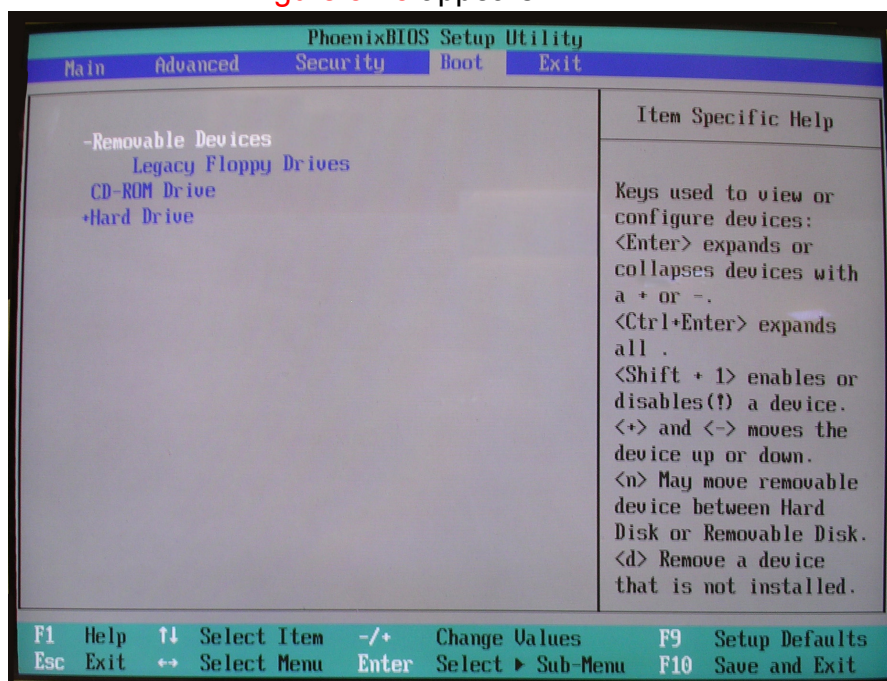 PhoenixBIOS Setup Utility
Main Advanced Security Boot Exit
-Removable Devices
Legacy Floppy Drives
CD-ROM Drive
+Hard Drive
Item Specific Help
Keys used to view or
configure devices:
<Enter> expands or
collapses devices with
a + or -.
<Ctrl+Enter> expands
all .
<Shift + 1> enables or
disables(!) a device.
<+> and <-> moves the
device up or down.
<n> May move removable
device between Hard
Disk or Removable Disk.
<d> Remove a device
that is not installed.
F1 Help ↑↓ Select Item -/+ Change Values F9 Setup Defaults
Esc Exit ↔ Select Menu Enter Select ▶ Sub-Menu F10 Save and Exit